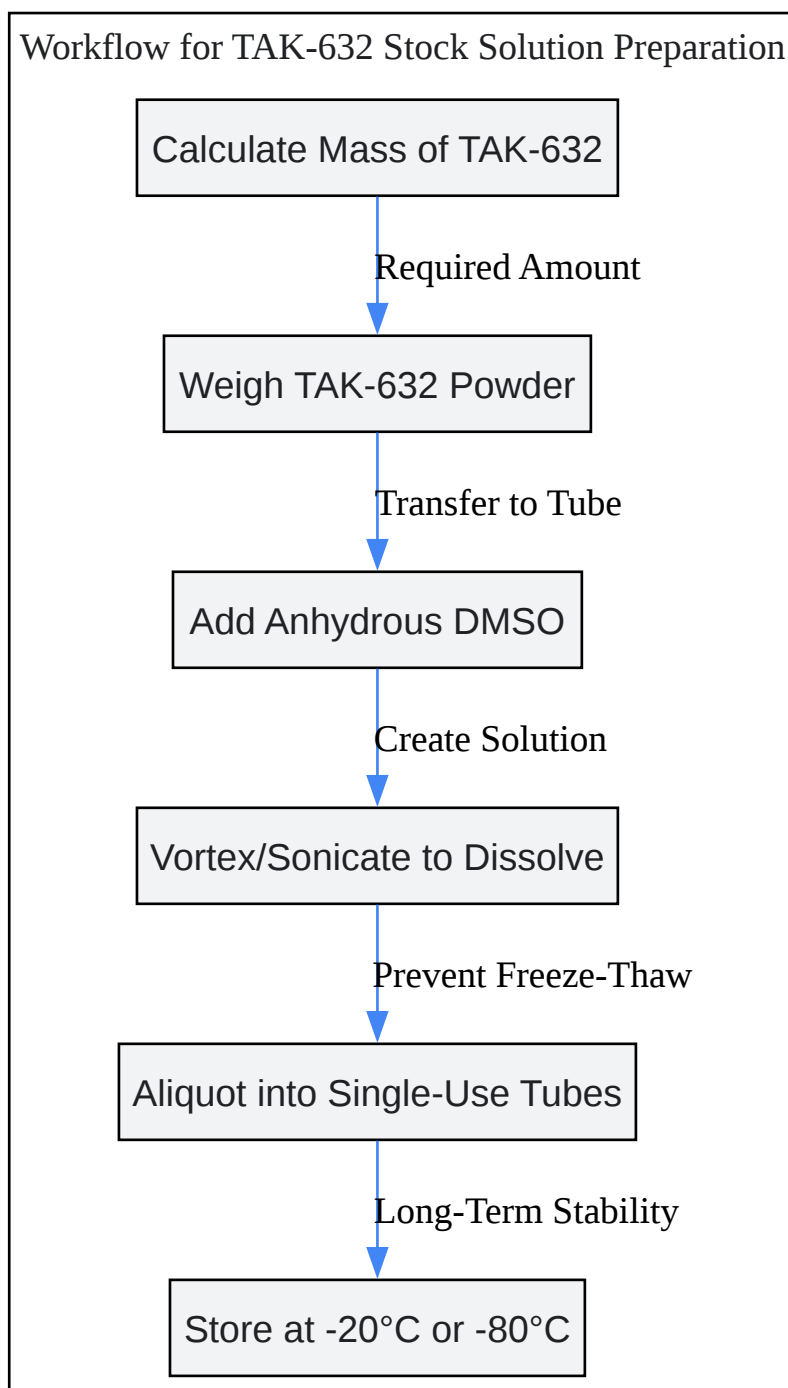 Workflow for TAK-632 Stock Solution Preparation
Calculate Mass of TAK-632
Required Amount
Weigh TAK-632 Powder
Transfer to Tube
Add Anhydrous DMSO
Create Solution
Vortex/Sonicate to Dissolve
Prevent Freeze-Thaw
Aliquot into Single-Use Tubes
Long-Term Stability
Store at -20°C or -80°C